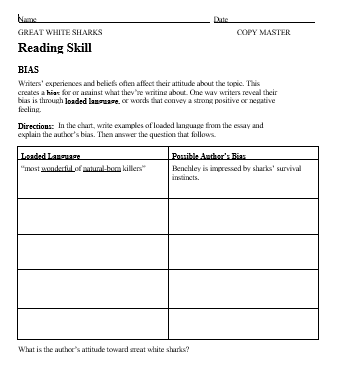 Name Date
GREAT WHITE SHARKS COPY MASTER
Reading Skill
BIAS
Writers' experiences and beliefs often affect their attitude about the topic. This
creates a bias for or against what they're writing about. One way writers reveal their
bias is through loaded language, or words that convey a strong positive or negative
feeling.
Directions: In the chart, write examples of loaded language from the essay and
explain the author's bias. Then answer the question that follows.
Loaded Language Possible Author's Bias
"most wonderful of natural-born killers" Benchley is impressed by sharks' survival
instincts.
What is the author's attitude toward great white sharks?